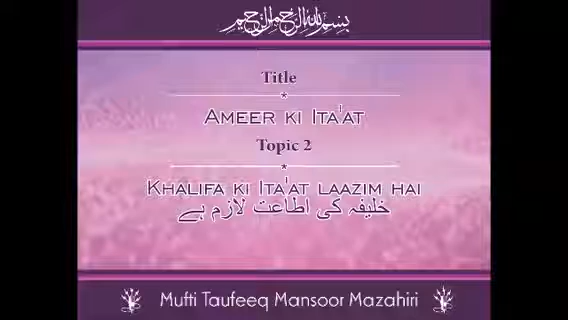 بسم الله الرحمن الرحيم
Title
AMEER KI ITA'AT
Topic 2
KHALIFA KI ITA'AT LAAZIM HAI
خلیفہ کی اطاعت لازم ہے
Mufti Taufeeq Mansoor Mazahiri